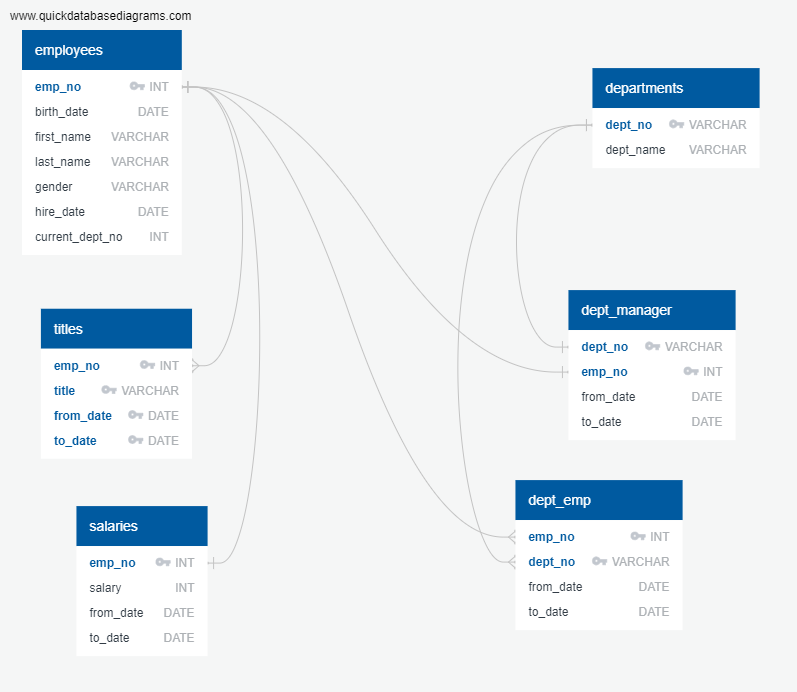 www.quickdatabasediagrams.com
employees
emp_no INT
birth_date DATE
first_name VARCHAR
last_name VARCHAR
gender VARCHAR
hire_date DATE
current_dept_no INT
departments
dept_no VARCHAR
dept_name VARCHAR
titles
emp_no INT
title VARCHAR
from_date DATE
to_date DATE
dept_manager
dept_no VARCHAR
emp_no INT
from_date DATE
to_date DATE
salaries
emp_no INT
salary INT
from_date DATE
to_date DATE
dept_emp
emp_no INT
dept_no VARCHAR
from_date DATE
to_date DATE